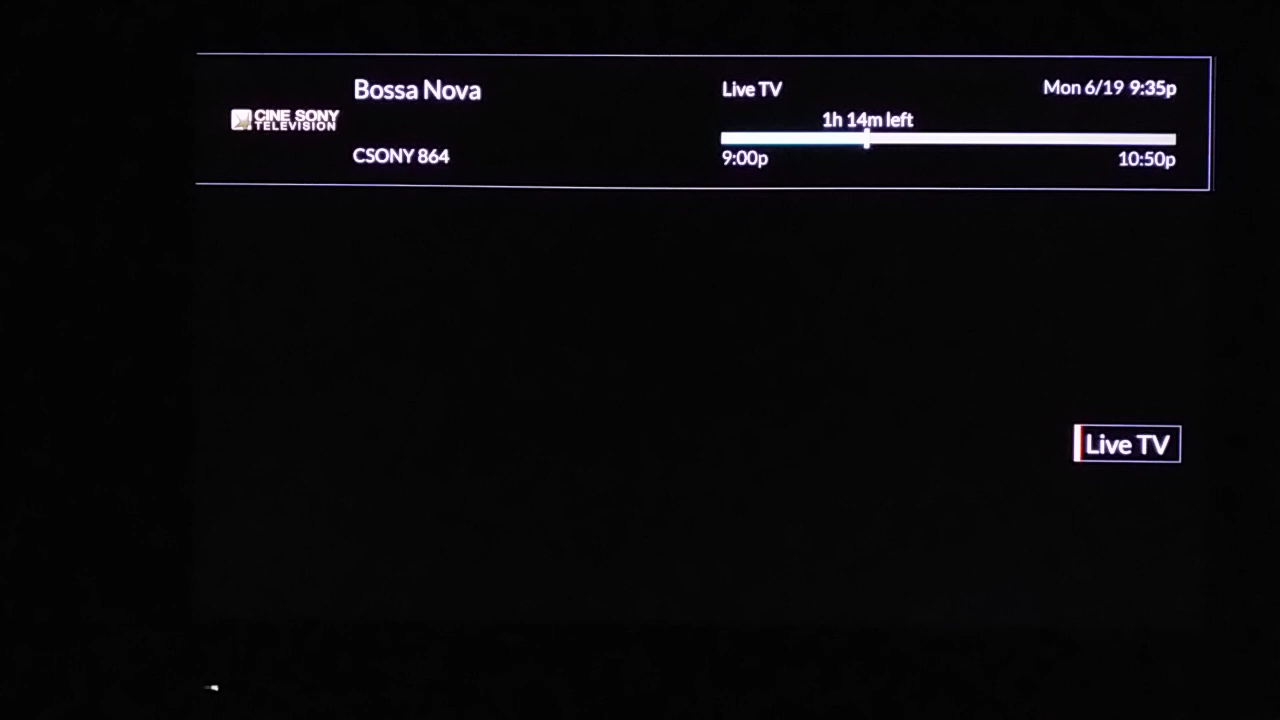 Bossa Nova
CINE SONY
TELEVISION
CSONY 864
Live TV
Mon 6/19 9:35p
1h 14m left
9:00p
10:50p
Live TV